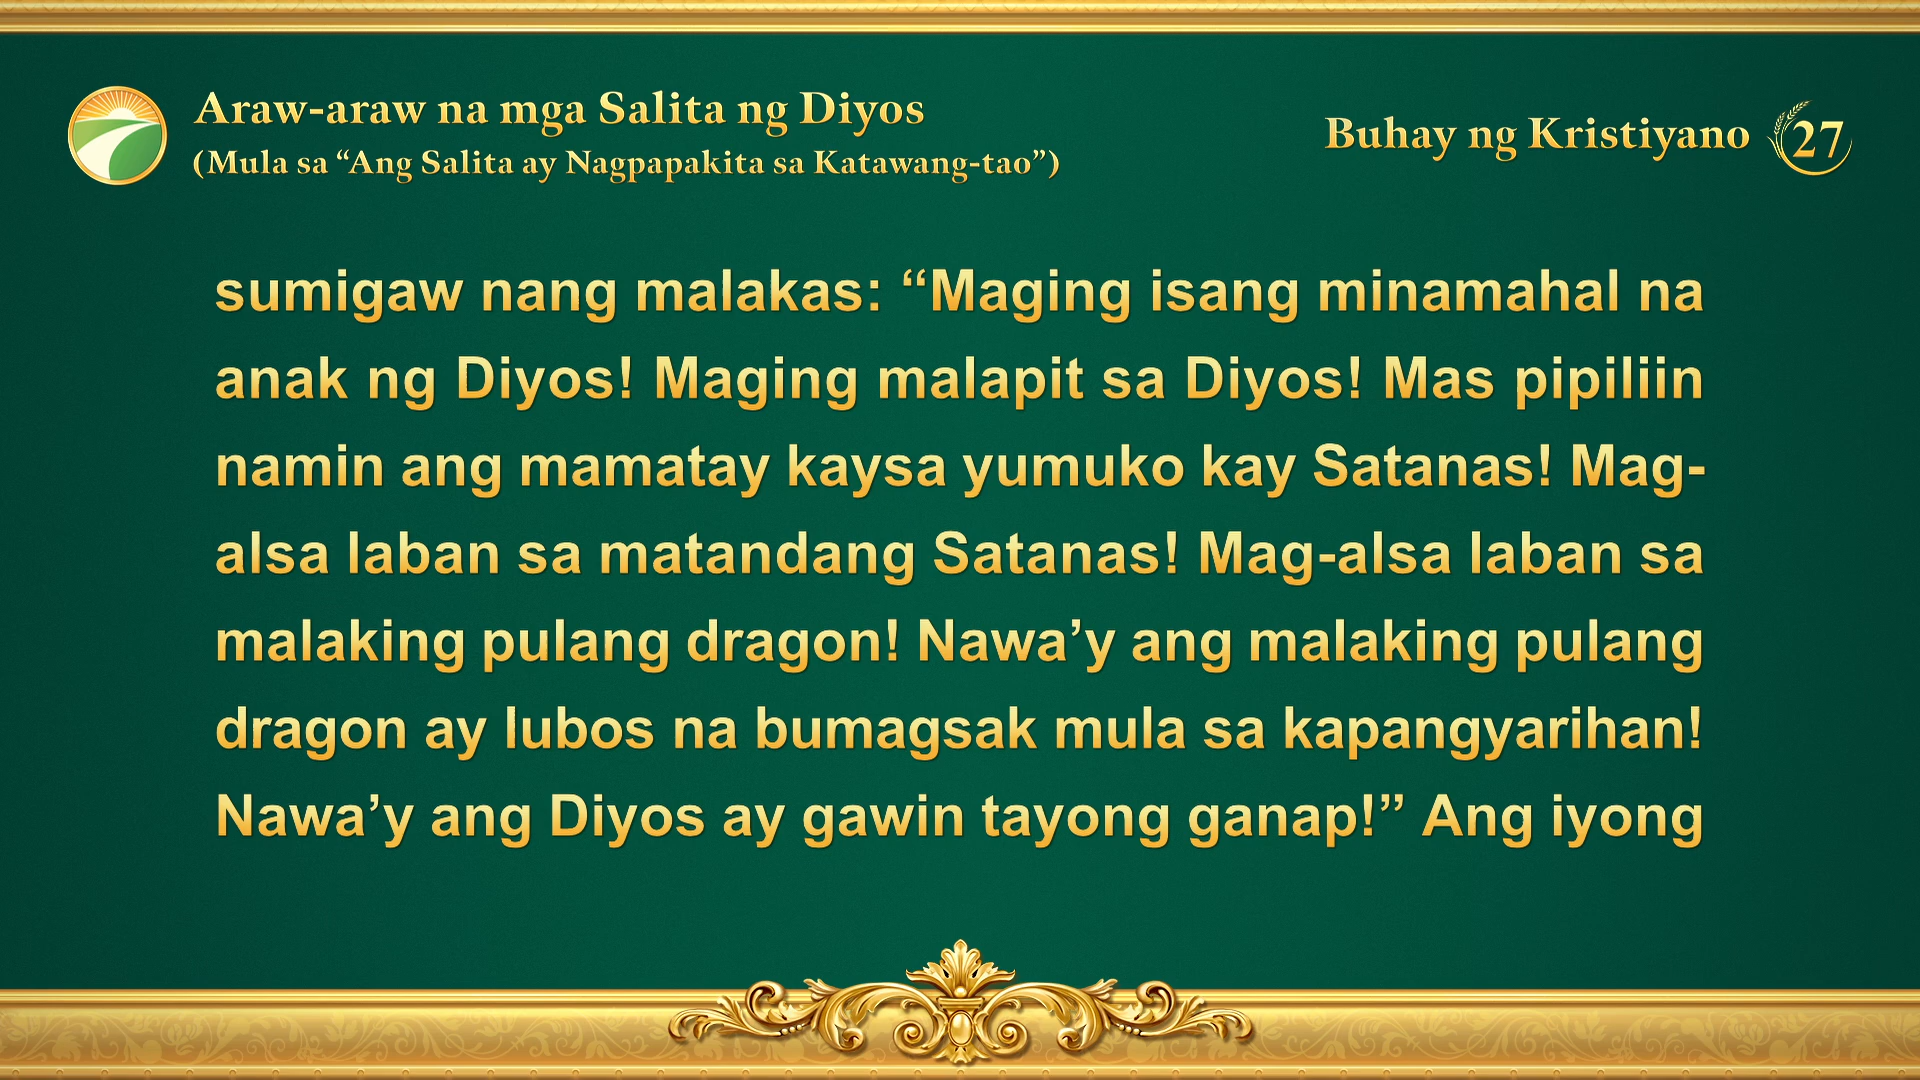 Araw-araw na mga Salita ng Diyos
(Mula sa “Ang Salita ay Nagpapakita sa Katawang-tao”)
Buhay ng Kristiyano 27
sumigaw nang malakas: “Maging isang minamahal na
anak ng Diyos! Maging malapit sa Diyos! Mas pipiliin
namin ang mamatay kaysa yumuko kay Satanas! Mag-
alsa laban sa matandang Satanas! Mag-alsa laban sa
malaking pulang dragon! Nawa’y ang malaking pulang
dragon ay lubos na bumagsak mula sa kapangyarihan!
Nawa’y ang Diyos ay gawin tayong ganap!” Ang iyong